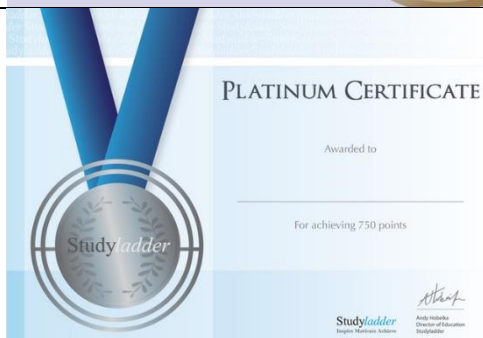 PLATINUM CERTIFICATE
Awarded to
For achieving 750 points
Studyladder
Studyladder
Inspire Motivate Achieve
Andy Hobelka
Director of Education
Studyladder